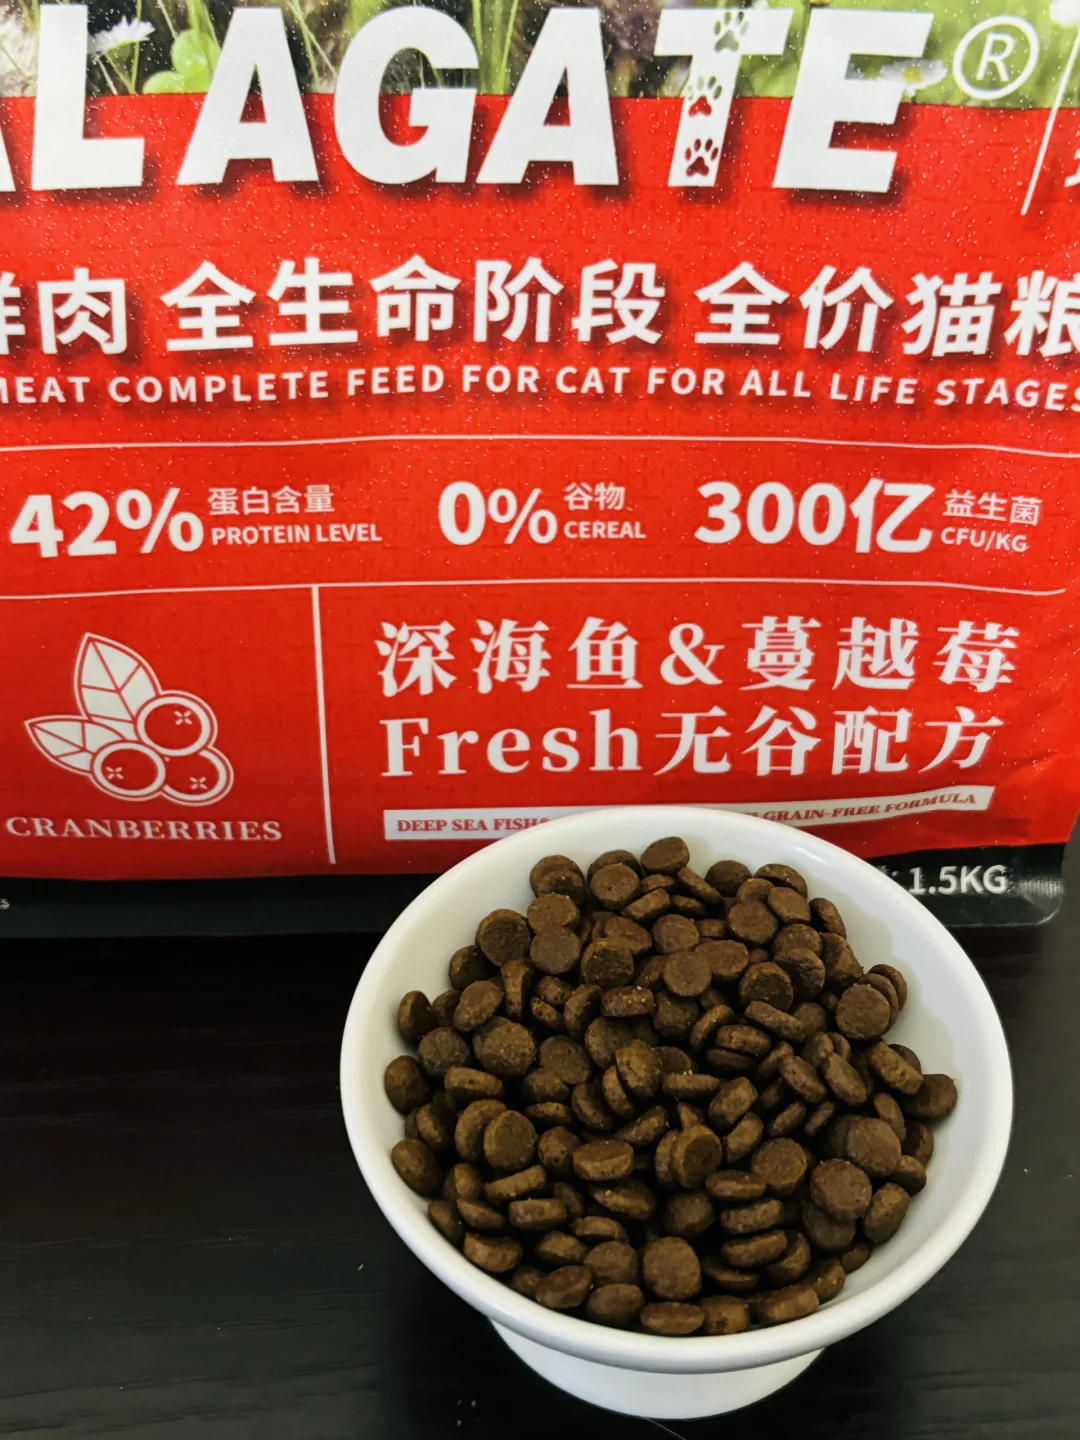 ALAGATE®
鲜肉 全生命阶段 全价猫粮
MEAT COMPLETE FEED FOR CAT FOR ALL LIFE STAGES
42% 蛋白含量 PROTEIN LEVEL
0% 谷物 CEREAL
300亿 益生菌 CFU/KG
深海鱼&蔓越莓
Fresh无谷配方
CRANBERRIES
DEEP SEA FISH& GRAIN-FREE FORMULA
1.5KG